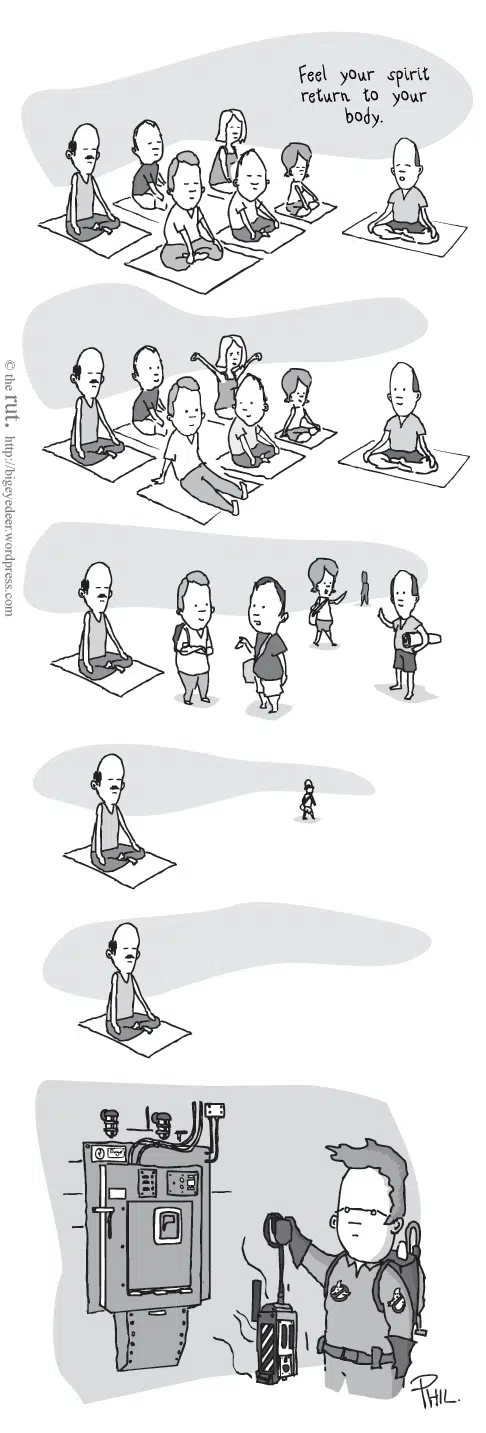 Feel your spirit
return to your
body.
© the rut. http://bigeyedeer.wordpress.com
PHIL.